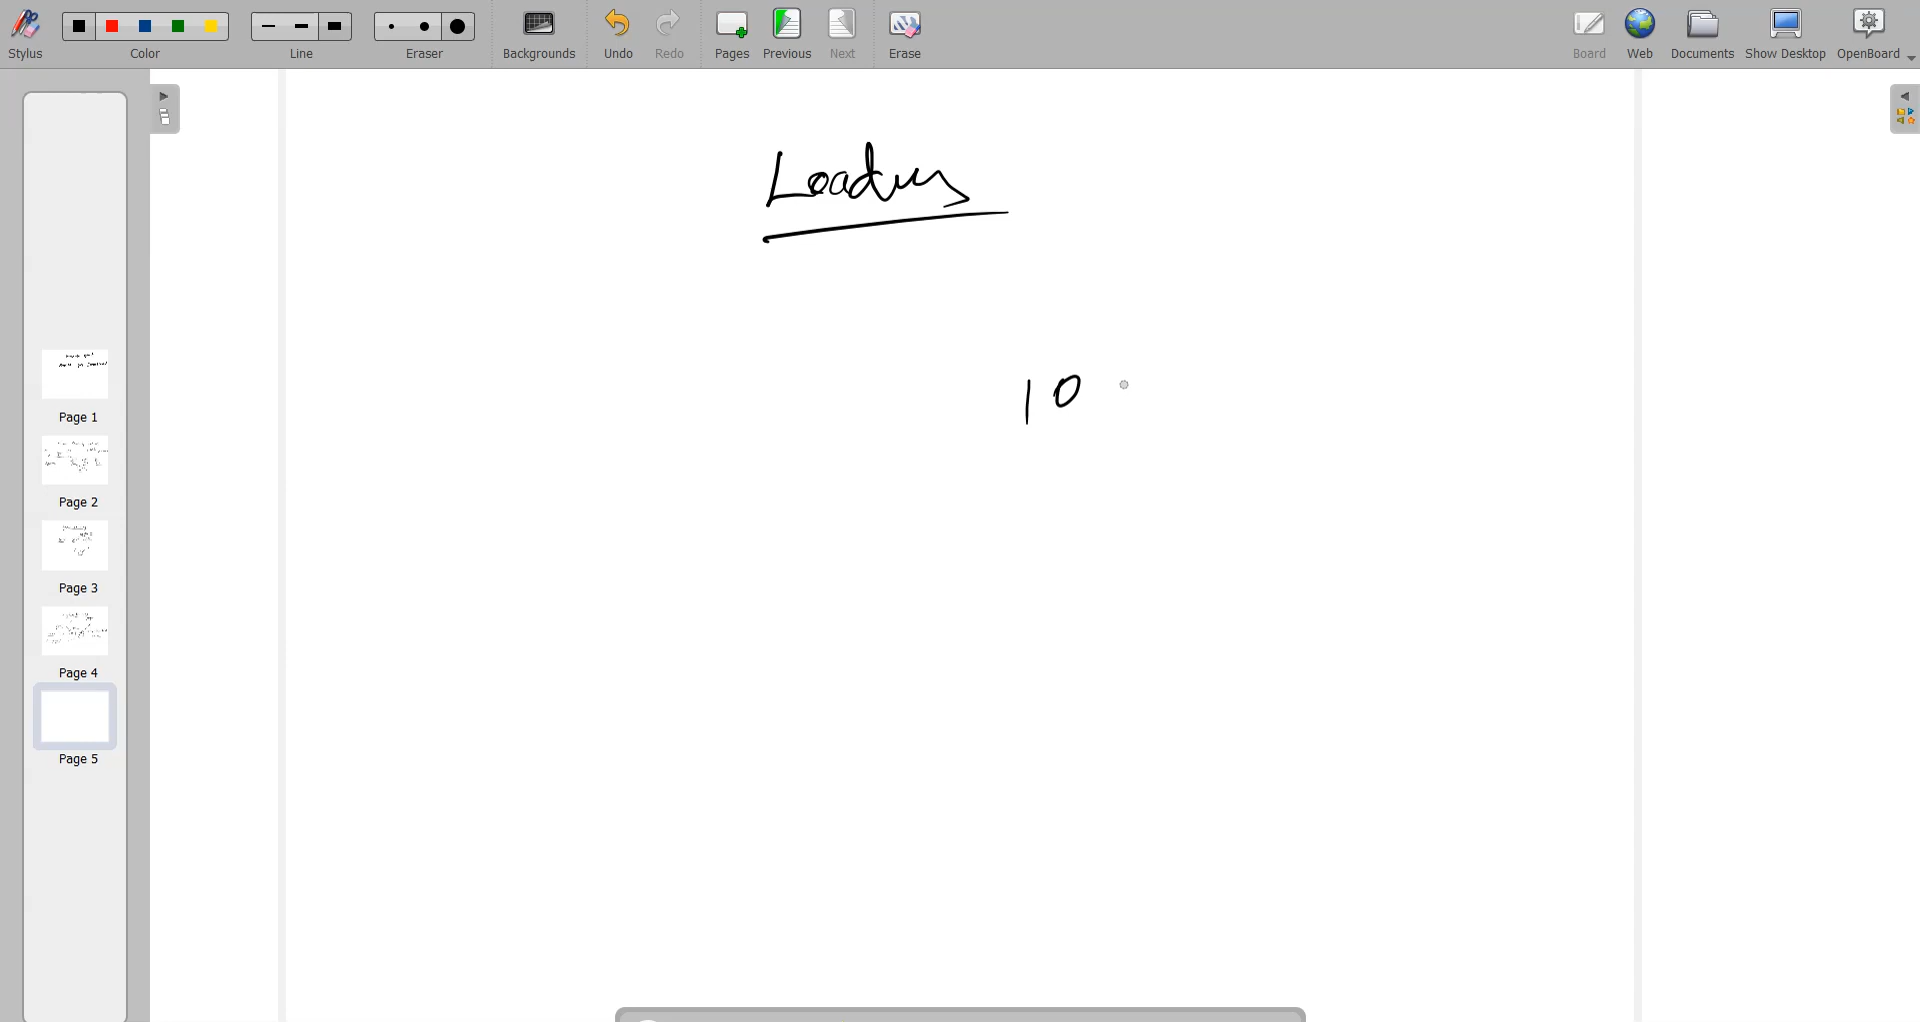 Stylus Color Line Eraser Backgrounds Undo Redo Pages Previous Next Erase Board Web Documents Show Desktop OpenBoard
Loading
10
Page 1
Page 2
Page 3
Page 4
Page 5